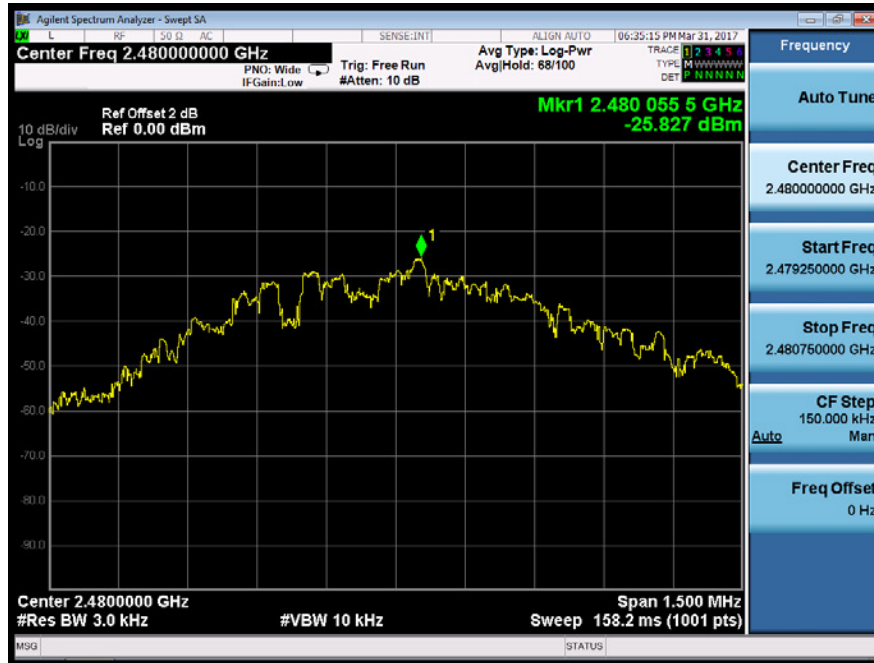 Agilent Spectrum Analyzer - Swept SA
LXI L RF 50 Ω AC SENSE:INT ALIGN AUTO 06:35:15 PM Mar 31, 2017
Center Freq 2.480000000 GHz
PNO: Wide
IFGain:Low
Trig: Free Run
#Atten: 10 dB
Avg Type: Log-Pwr
Avg|Hold: 68/100
TRACE 1 2 3 4 5 6
TYPE M WWWWW
DET P N N N N N
Mkr1 2.480 055 5 GHz
-25.827 dBm
Ref Offset 2 dB
10 dB/div Ref 0.00 dBm
Log
-10.0
-20.0
1
-30.0
-40.0
-50.0
-60.0
-70.0
-80.0
-90.0
Center 2.4800000 GHz Span 1.500 MHz
#Res BW 3.0 kHz #VBW 10 kHz Sweep 158.2 ms (1001 pts)
MSG STATUS
Frequency
Auto Tune
Center Freq
2.480000000 GHz
Start Freq
2.479250000 GHz
Stop Freq
2.480750000 GHz
CF Step
150.000 kHz
Auto Man
Freq Offset
0 Hz